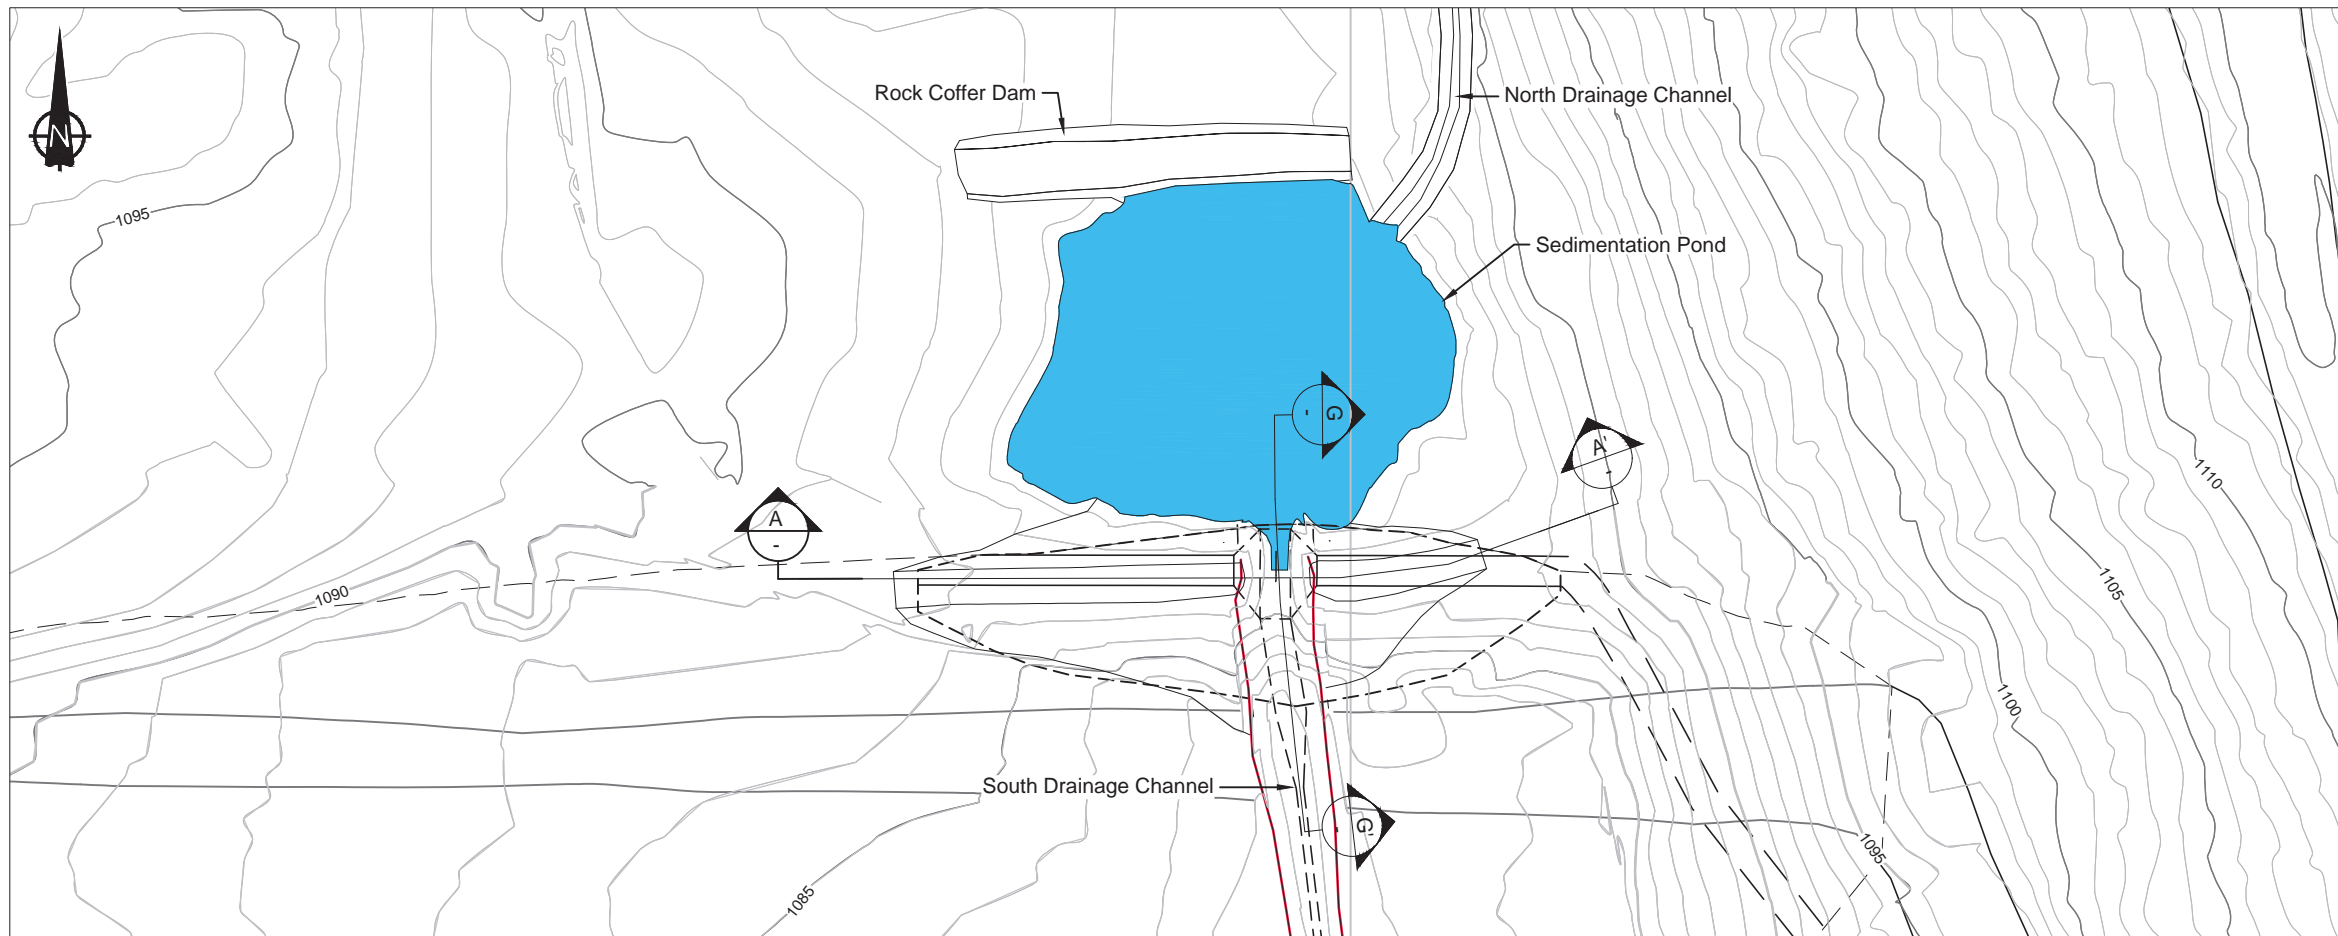 Rock Coffer Dam
North Drainage Channel
N
1095
Sedimentation Pond
G
-
A'
-
1110
A
-
1105
1090
1100
South Drainage Channel
G'
-
1095
1085